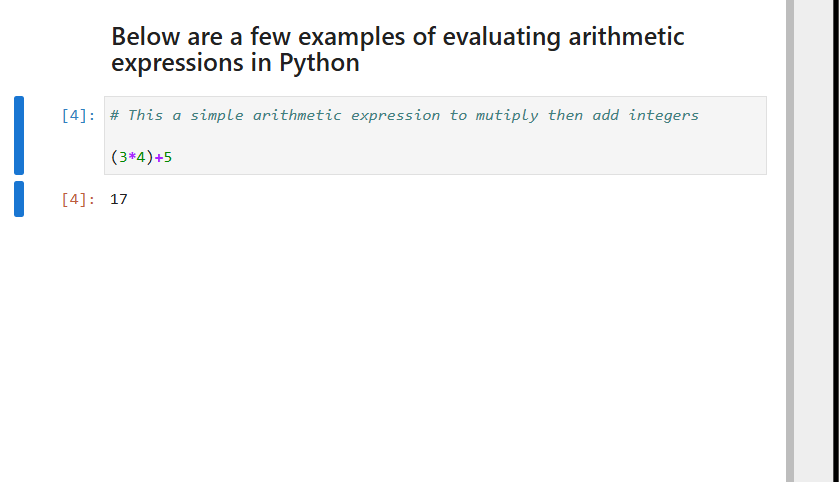 Below are a few examples of evaluating arithmetic
expressions in Python
[4]: # This a simple arithmetic expression to mutiply then add integers
(3*4)+5
[4]: 17